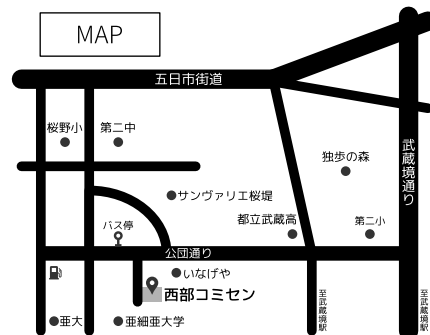 MAP
五日市街道
桜野小
第二中
武蔵境通り
独歩の森
サンヴァリエ桜堤
都立武蔵高
第二小
バス停
公団通り
いなげや
西部コミセン
至武蔵境駅
至武蔵境駅
亜大
亜細亜大学